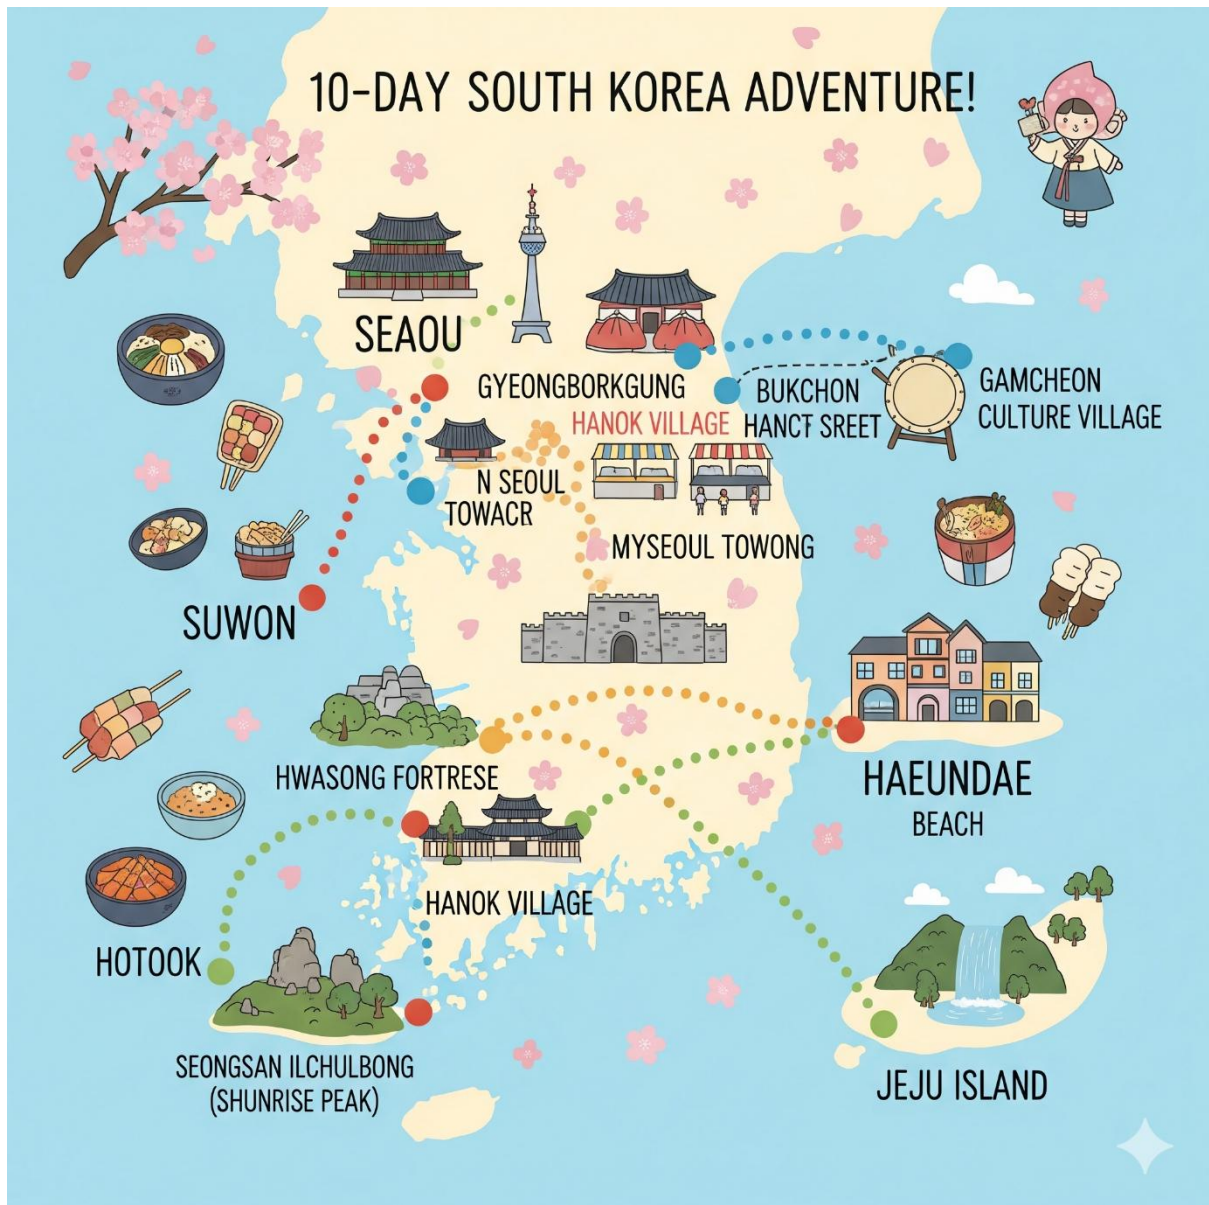 10-DAY SOUTH KOREA ADVENTURE!
SEAOU
GYEONGBORKGUNG
HANOK VILLAGE
BUKCHON
HANCT SREET
GAMCHEON
CULTURE VILLAGE
N SEOUL
TOWACR
MYSEOUL TOWONG
SUWON
HWASONG FORTRESE
HAEUNDAE
BEACH
HANOK VILLAGE
HOTOOK
SEONGSAN ILCHULBONG
(SHUNRISE PEAK)
JEJU ISLAND